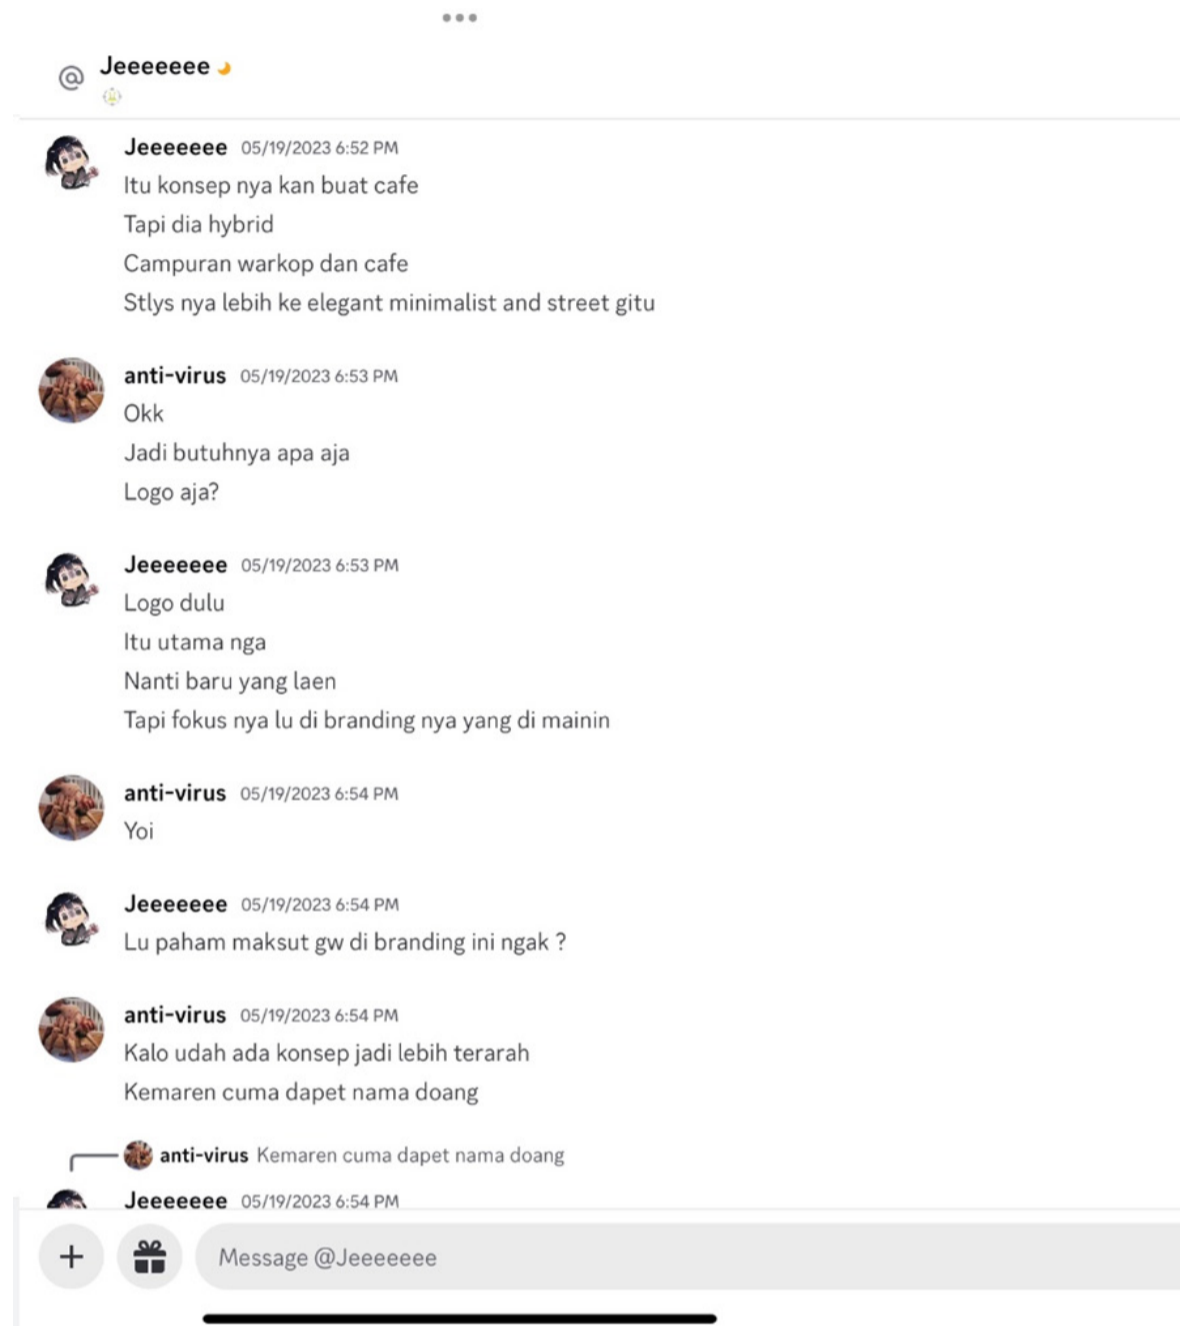 Jeeeeeee
Jeeeeeee 05/19/2023 6:52 PM
Itu konsep nya kan buat cafe
Tapi dia hybrid
Campuran warkop dan cafe
Stlys nya lebih ke elegant minimalist and street gitu
anti-virus 05/19/2023 6:53 PM
Okk
Jadi butuhnya apa aja
Logo aja?
Jeeeeeee 05/19/2023 6:53 PM
Logo dulu
Itu utama nga
Nanti baru yang laen
Tapi fokus nya lu di branding nya yang di mainin
anti-virus 05/19/2023 6:54 PM
Yoi
Jeeeeeee 05/19/2023 6:54 PM
Lu paham maksut gw di branding ini ngak ?
anti-virus 05/19/2023 6:54 PM
Kalo udah ada konsep jadi lebih terarah
Kemaren cuma dapet nama doang
anti-virus Kemaren cuma dapet nama doang
Jeeeeeee 05/19/2023 6:54 PM
Message @Jeeeeeee